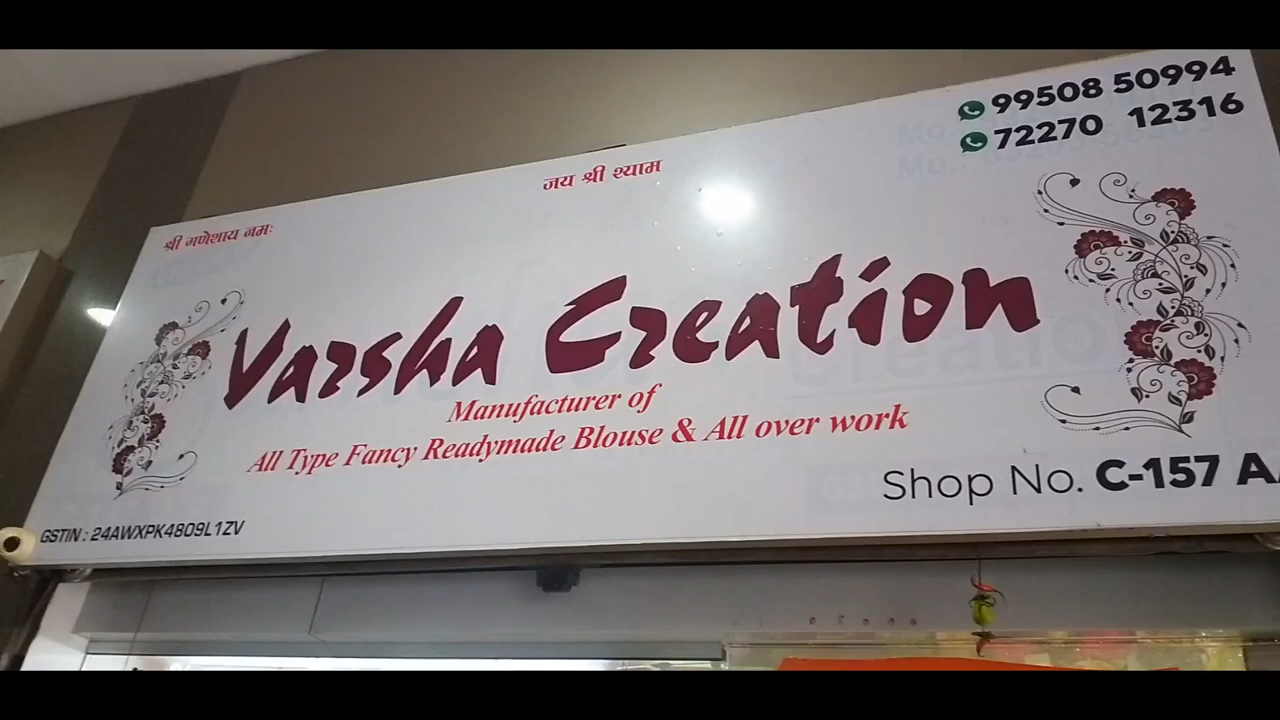 99508 50994
72270 12316
जय श्री श्याम
श्री गणेशाय नमः
Varsha Creation
Manufacturer of
All Type Fancy Readymade Blouse & All over work
Shop No. C-157
GSTIN : 24AWXPK4809L1ZV